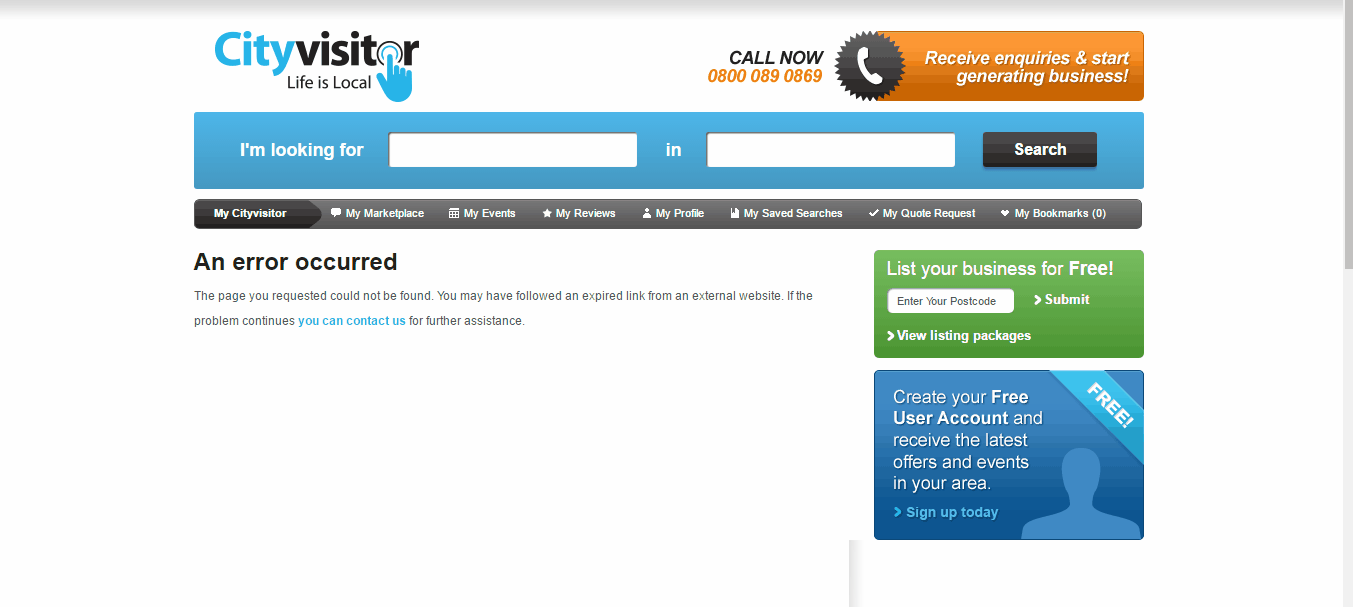 Cityvisitor
Life is Local
CALL NOW
0800 089 0869
Receive enquiries & start
generating business!
I'm looking for
in
Search
My Cityvisitor
My Marketplace
My Events
My Reviews
My Profile
My Saved Searches
My Quote Request
My Bookmarks (0)
An error occurred
The page you requested could not be found. You may have followed an expired link from an external website. If the
problem continues you can contact us for further assistance.
List your business for Free!
Enter Your Postcode
Submit
View listing packages
FREE!
Create your Free
User Account and
receive the latest
offers and events
in your area.
Sign up today